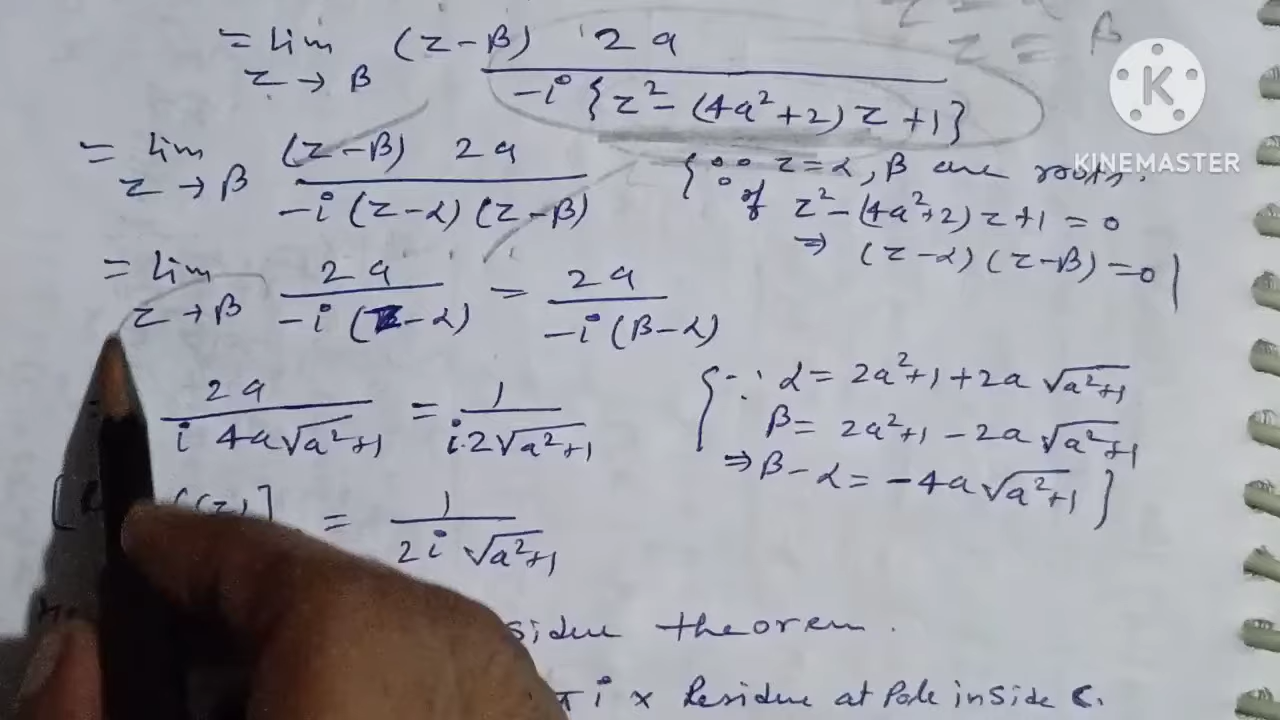 = lim z→β (z-β) 2a / -i {z² - (4a²+2) z + 1}
KINEMASTER
= lim z→β (z-β) 2a / -i (z-α) (z-β) {∵ z = α, β are roots.
of z² - (4a²+2) z + 1 = 0
⇒ (z-α) (z-β) = 0}
= lim z→β 2a / -i (z-α) = 2a / -i (β-α)
2a / i 4a√a²+1 = 1 / i.2√a²+1 {∵ α = 2a²+1 + 2a √a²+1
β = 2a²+1 - 2a √a²+1
⇒ β - α = -4a √a²+1 }
(z)] = 1 / 2i √a²+1
sidue theorem.
π i × Residue at Pole inside C.